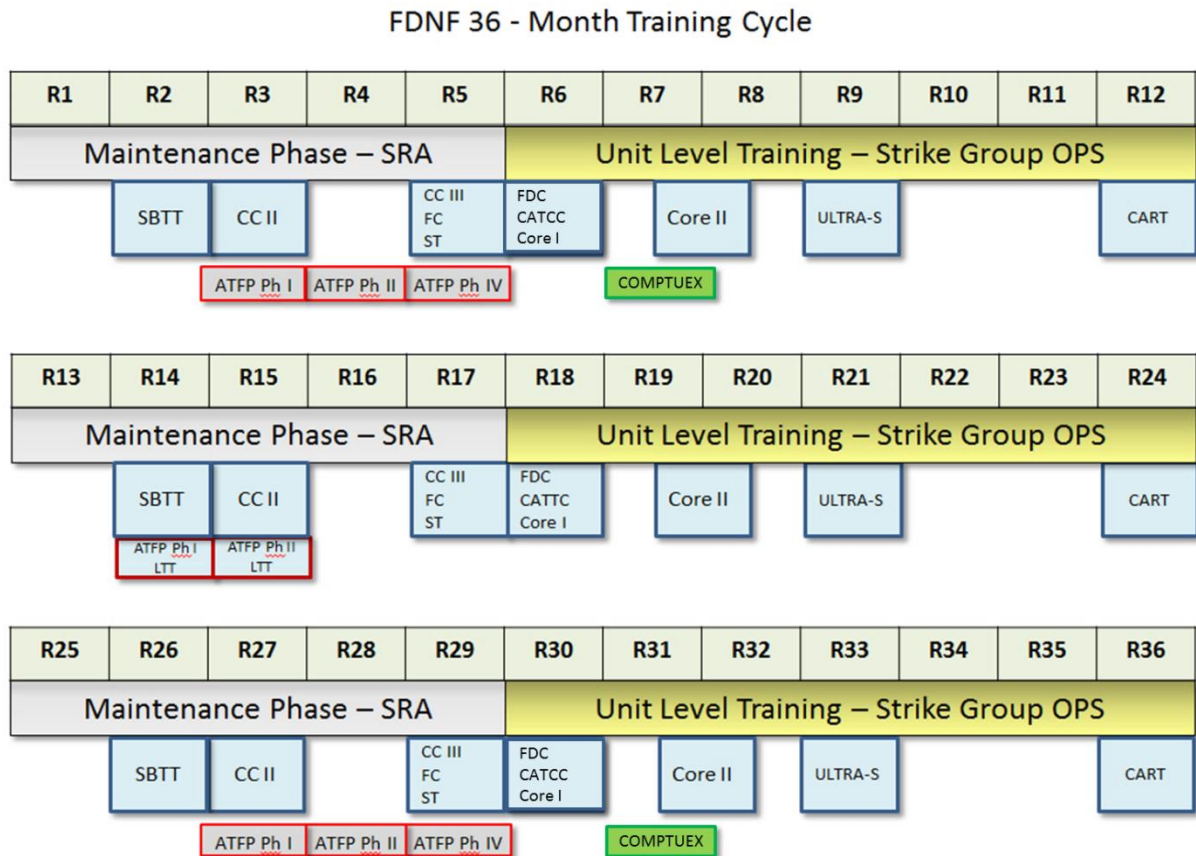 FDNF 36 - Month Training Cycle
R1 R2 R3 R4 R5 R6 R7 R8 R9 R10 R11 R12
Maintenance Phase – SRA Unit Level Training – Strike Group OPS
SBTT CC II CC III FDC Core II ULTRA-S CART
FC CATCC
ST Core I
ATFP Ph I ATFP Ph II ATFP Ph IV COMPTUEX
R13 R14 R15 R16 R17 R18 R19 R20 R21 R22 R23 R24
Maintenance Phase – SRA Unit Level Training – Strike Group OPS
SBTT CC II CC III FDC Core II ULTRA-S CART
FC CATTC
ST Core I
ATFP Ph I ATFP Ph II
LTT LTT
R25 R26 R27 R28 R29 R30 R31 R32 R33 R34 R35 R36
Maintenance Phase – SRA Unit Level Training – Strike Group OPS
SBTT CC II CC III FDC Core II ULTRA-S CART
FC CATCC
ST Core I
ATFP Ph I ATFP Ph II ATFP Ph IV COMPTUEX